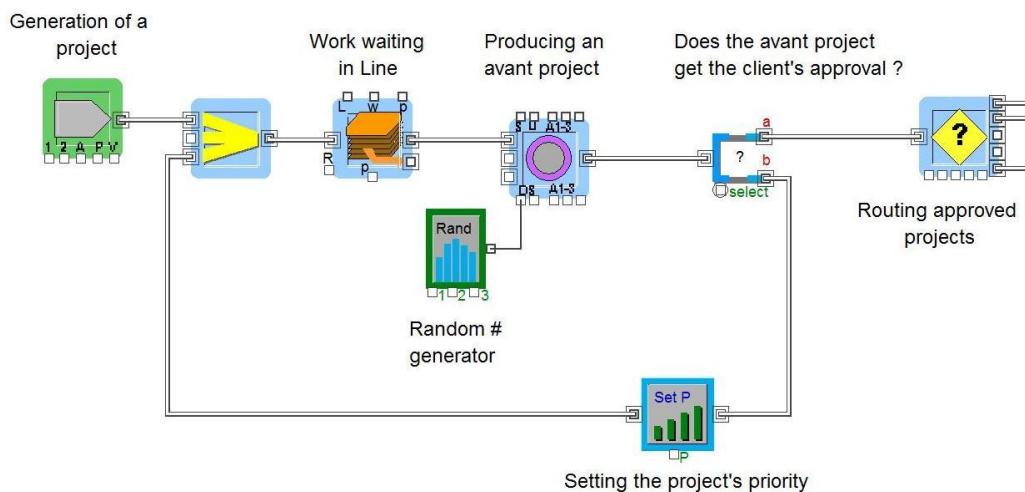 Generation of a
project
Work waiting
in Line
Producing an
avant project
Does the avant project
get the client's approval ?
1 2 A P V
L w p
R
p
S U A1-3
DS A1-3
?
a
b
select
?
Routing approved
projects
Rand
1 2 3
Random #
generator
Set P
P
Setting the project's priority